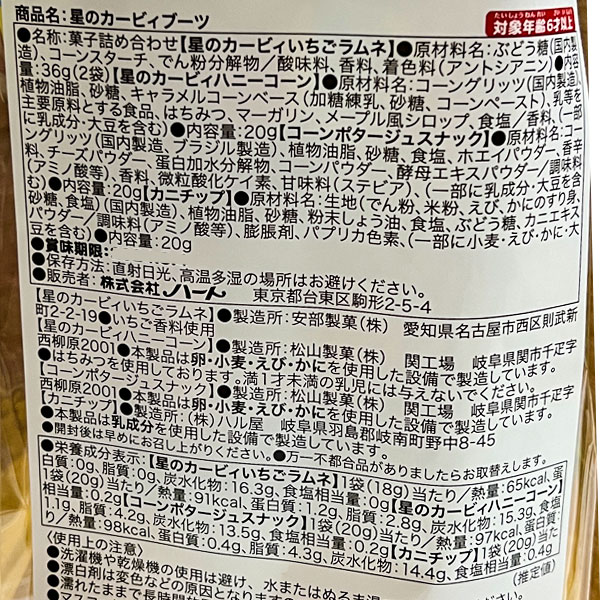 商品名:星のカービィブーツ
たいしょうねんれい 6さいいじょう
対象年齢6才以上
●名称:菓子詰め合わせ【星のカービィいちごラムネ】●原材料名:ぶどう糖(国内製
造)、コーンスターチ、でん粉分解物/酸味料、香料、着色料(アントシアニン)●内容
量:36g(2袋)【星のカービィハニーコーン】●原材料名:コーングリッツ(国内製造)、
植物油脂、砂糖、キャラメルコーンベース(加糖練乳、砂糖、コーンペースト)、乳等を
主要原料とする食品、はちみつ、マーガリン、メープル風シロップ、食塩/香料、(一部
に乳成分・大豆を含む)●内容量:20g【コーンポタージュスナック】●原材料名:コー
ングリッツ(国内製造、ブラジル製造)、植物油脂、砂糖、食塩、ホエイパウダー、香辛
料、チーズパウダー、蛋白加水分解物、コーンパウダー、酵母エキスパウダー/調味料
(アミノ酸等)、香料、微粒酸化ケイ素、甘味料(ステビア)、(一部に乳成分・大豆を含
む)●内容量:20g【カニチップ】●原材料名:生地(でん粉、米粉、えび、かにのすり身、
砂糖、食塩)(国内製造)、植物油脂、砂糖、粉末しょう油、食塩、ぶどう糖、カニエキス
パウダー/調味料(アミノ酸等)、膨脹剤、パプリカ色素、(一部に小麦・えび・かに・大
豆を含む)●内容量:20g
●賞味期限:
●保存方法:直射日光、高温多湿の場所はお避けください。
●販売者:株式会社ハート 東京都台東区駒形2-5-4
【星のカービィいちごラムネ】●製造所:安部製菓(株) 愛知県名古屋市西区則武新
町2-2-19●いちご香料使用
【星のカービィハニーコーン】●製造所:松山製菓(株) 関工場 岐阜県関市千疋字
西柳原2001●本製品は卵・小麦・えび・かにを使用した設備で製造しています。
●はちみつを使用しております。満1才未満の乳児には与えないでください。
【コーンポタージュスナック】●製造所:松山製菓(株) 関工場 岐阜県関市千疋字
西柳原2001●本製品は卵・小麦・えび・かにを使用した設備で製造しています。
【カニチップ】●製造所:(株)ハル屋 岐阜県羽島郡岐南町野中8-45
●本製品は乳成分を使用した設備で製造しています。
●開封後は早めにお召し上がりください。●万一不都合品がありましたらお取替えします。
●栄養成分表示:【星のカービィいちごラムネ】1袋(18g)当たり/熱量:65kcal、蛋
白質:0g、脂質:0g、炭水化物:16.3g、食塩相当量:0g【星のカービィハニーコーン】
1袋(20g)当たり/熱量:91kcal、蛋白質:1.2g、脂質:2.8g、炭水化物:15.3g、食塩
相当量:0.2g【コーンポタージュスナック】1袋(20g)当たり/熱量:97kcal、蛋白質:
1.1g、脂質:4.2g、炭水化物:13.5g、食塩相当量:0.2g【カニチップ】1袋(20g)当た
り/熱量:98kcal、蛋白質:0.4g、脂質:4.3g、炭水化物:14.4g、食塩相当量:0.4g
(推定値)
〈使用上の注意〉
●洗濯機や乾燥機の使用は避け、水またはぬるま湯
●漂白剤は変色などの原因となります
●濡れたままで長時間